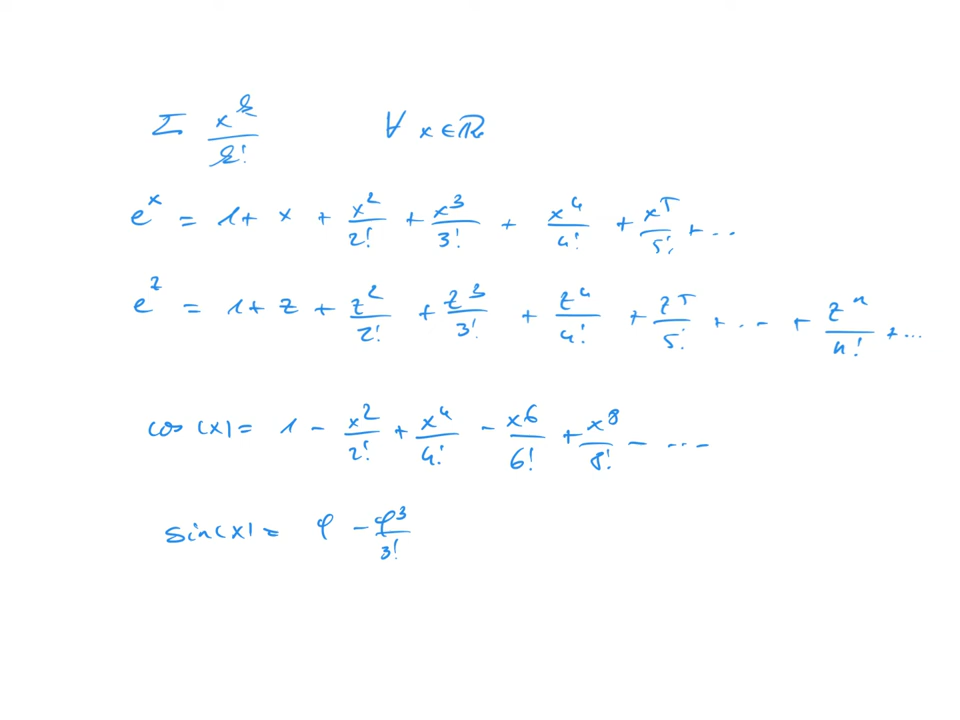 Σ x^k/k! ∀ x∈ℝ
e^x = 1 + x + x^2/2! + x^3/3! + x^4/4! + x^5/5! + ...
e^z = 1 + z + z^2/2! + z^3/3! + z^4/4! + z^5/5! + ... + z^n/n! + ...
cos(x) = 1 - x^2/2! + x^4/4! - x^6/6! + x^8/8! - ....
sin(x) = φ - φ^3/3!